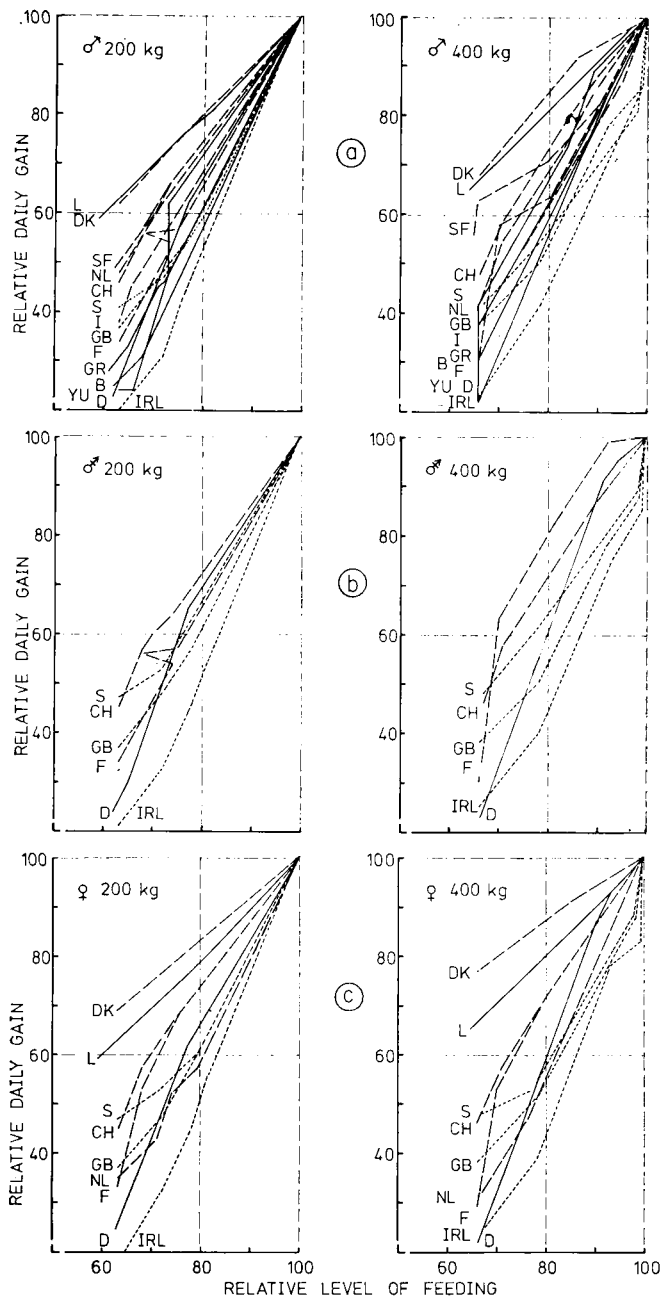 .100
80
60
40
RELATIVE DAILY GAIN
♂ 200 kg
L
DK
SF
NL
CH
S
I
GB
F
GR
B
YU
D
IRL
♂ 400 kg
80
60
40
DK
L
SF
CH
S
NL
GB
I
GR
B
F
YU D
IRL
a
100
80
60
40
RELATIVE DAILY GAIN
200 kg
S
CH
GB
F
D
IRL
400 kg
80
60
40
S
CH
GB
F
IRL
D
b
100
80
60
40
RELATIVE DAILY GAIN
♀ 200 kg
DK
L
S
CH
GB
NL
F
D
IRL
♀ 400 kg
80
60
40
DK
L
S
CH
GB
NL
F
IRL
D
c
60 80 100
60 80 100
RELATIVE LEVEL OF FEEDING